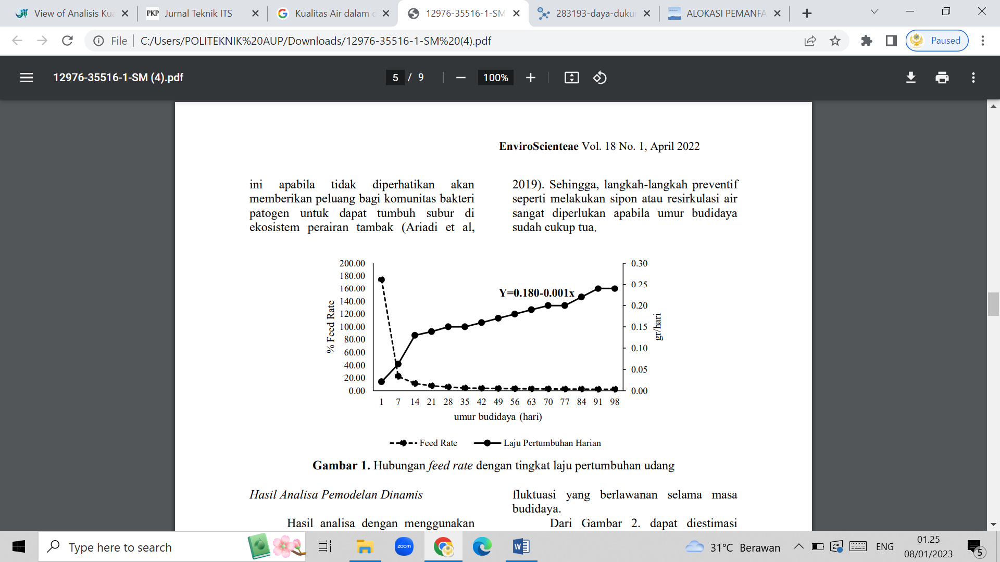 View of Analisis Kua
PKP Jurnal Teknik ITS
Kualitas Air dalam d
12976-35516-1-SM
283193-daya-dukun
ALOKASI PEMANFA
File
C:/Users/POLITEKNIK%20AUP/Downloads/12976-35516-1-SM%20(4).pdf
Paused
12976-35516-1-SM (4).pdf
5 / 9
100%
EnviroScienteae Vol. 18 No. 1, April 2022
ini apabila tidak diperhatikan akan
memberikan peluang bagi komunitas bakteri
patogen untuk dapat tumbuh subur di
ekosistem perairan tambak (Ariadi et al,
2019). Sehingga, langkah-langkah preventif
seperti melakukan sipon atau resirkulasi air
sangat diperlukan apabila umur budidaya
sudah cukup tua.
% Feed Rate
200.00
180.00
160.00
140.00
120.00
100.00
80.00
60.00
40.00
20.00
0.00
Y=0.180-0.001x
0.30
0.25
0.20
0.15
0.10
0.05
0.00
gr/hari
1 7 14 21 28 35 42 49 56 63 70 77 84 91 98
umur budidaya (hari)
Feed Rate
Laju Pertumbuhan Harian
Gambar 1. Hubungan feed rate dengan tingkat laju pertumbuhan udang
Hasil Analisa Pemodelan Dinamis
Hasil analisa dengan menggunakan
fluktuasi yang berlawanan selama masa
budidaya.
Dari Gambar 2. dapat diestimasi
Type here to search
zoom
31°C Berawan
ENG
01.25
08/01/2023
5